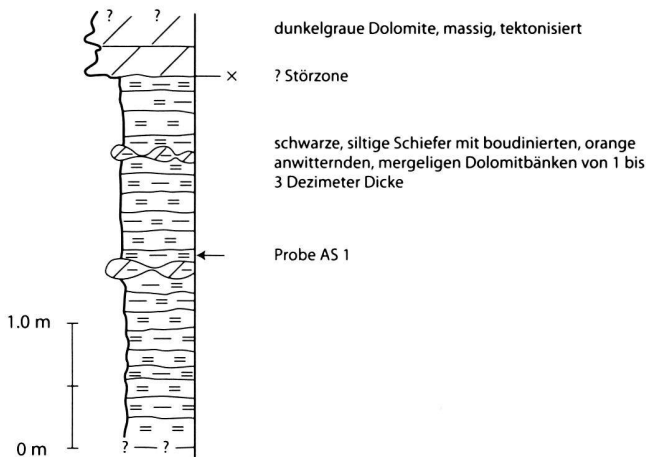 ? ?
dunkelgraue Dolomite, massig, tektonisiert
× ? Störzone
schwarze, siltige Schiefer mit boudinierten, orange
anwitternden, mergeligen Dolomitbänken von 1 bis
3 Dezimeter Dicke
Probe AS 1
1.0 m
0 m
? ?